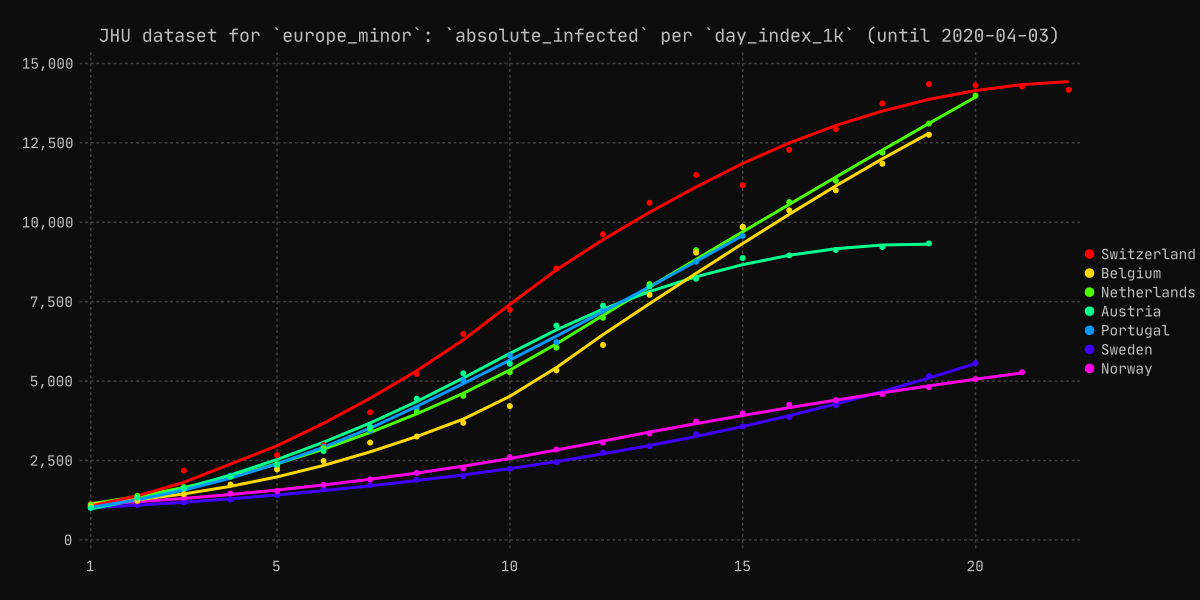 JHU dataset for `europe_minor`: `absolute_infected` per `day_index_1k` (until 2020-04-03)
15,000
12,500
10,000
7,500
5,000
2,500
0
1 5 10 15 20
Switzerland
Belgium
Netherlands
Austria
Portugal
Sweden
Norway